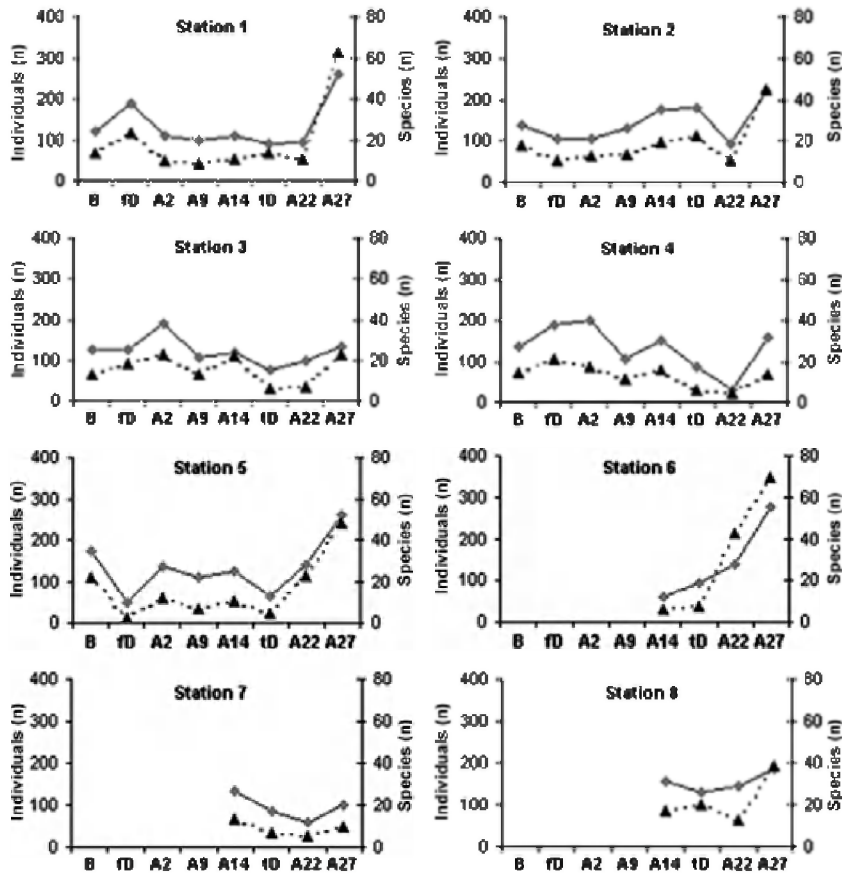 Station 1
Individuals (n)
400
300
200
100
0
80
60
40
20
0
Species (n)
B fD A2 A9 A14 tD A22 A27
Station 2
Individuals (n)
400
300
200
100
0
80
60
40
20
0
Species (n)
B fD A2 A9 A14 tD A22 A27
Station 3
Individuals (n)
400
300
200
100
0
80
60
40
20
0
Species (n)
B fD A2 A9 A14 tD A22 A27
Station 4
Individuals (n)
400
300
200
100
0
80
60
40
20
0
Species (n)
B fD A2 A9 A14 tD A22 A27
Station 5
Individuals (n)
400
300
200
100
0
80
60
40
20
0
Species (n)
B fD A2 A9 A14 tD A22 A27
Station 6
Individuals (n)
400
300
200
100
0
80
60
40
20
0
Species (n)
B fD A2 A9 A14 tD A22 A27
Station 7
Individuals (n)
400
300
200
100
0
80
60
40
20
0
Species (n)
B fD A2 A9 A14 tD A22 A27
Station 8
Individuals (n)
400
300
200
100
0
80
60
40
20
0
Species (n)
B fD A2 A9 A14 tD A22 A27